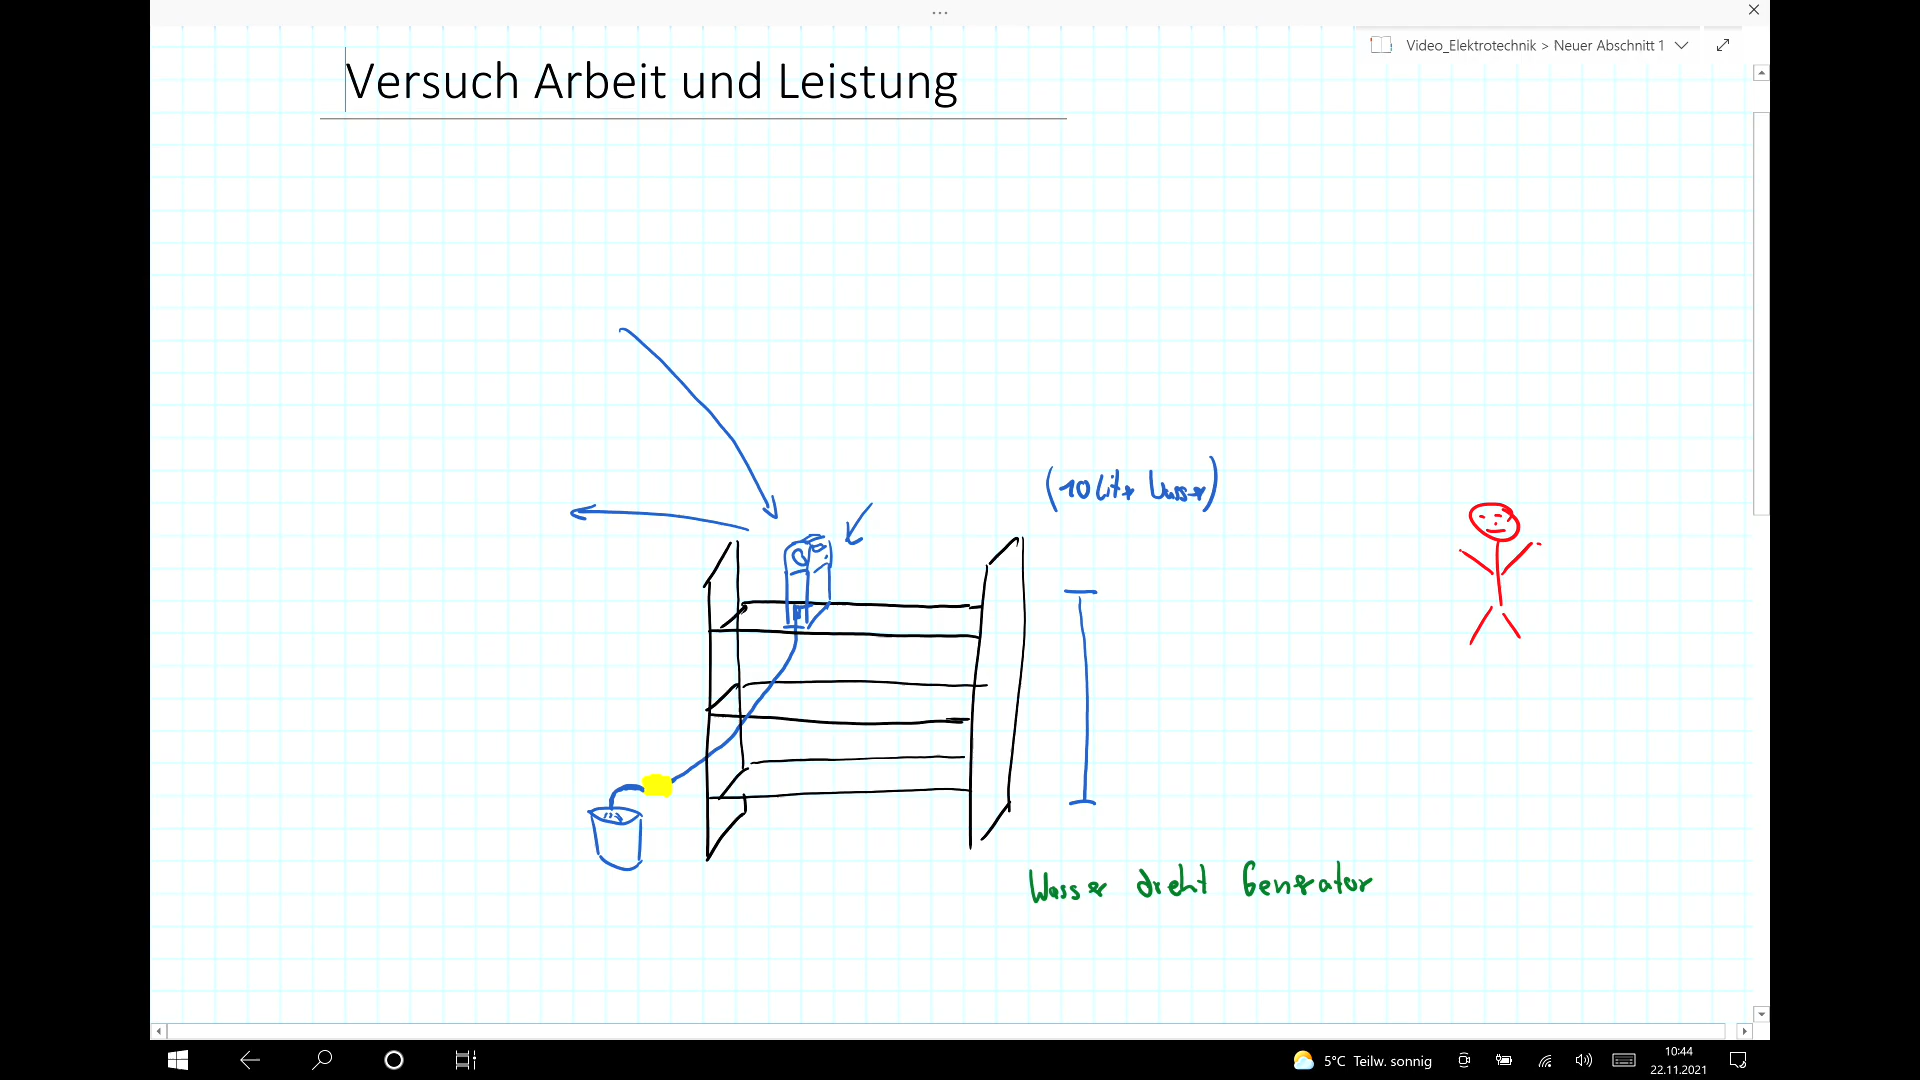 Video_Elektrotechnik > Neuer Abschnitt 1
Versuch Arbeit und Leistung
(10 Liter Wasser)
Wasser dreht Generator
5°C Teilw. sonnig
10:44
22.11.2021